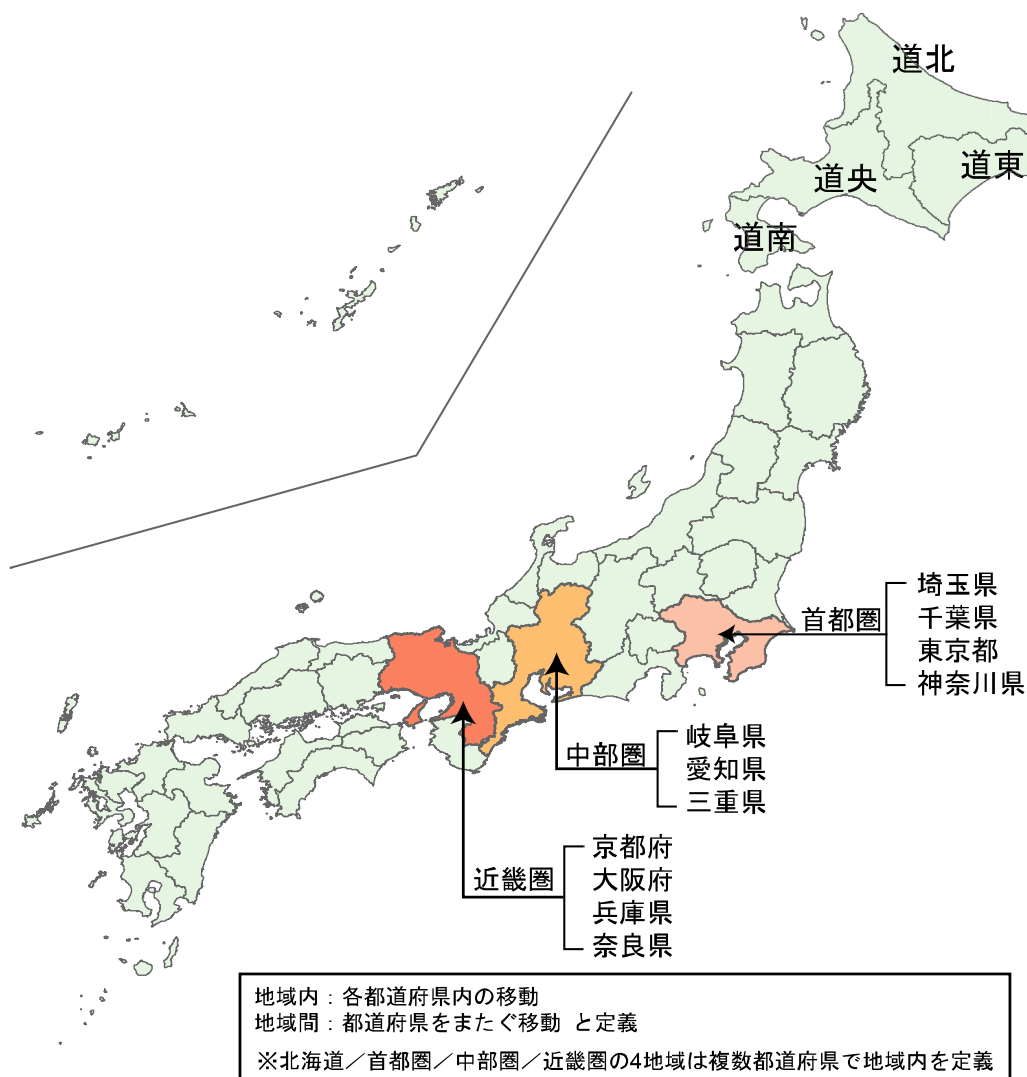 道北
道東
道央
道南
首都圏
埼玉県
千葉県
東京都
神奈川県
中部圏
岐阜県
愛知県
三重県
近畿圏
京都府
大阪府
兵庫県
奈良県
地域内：各都道府県内の移動
地域間：都道府県をまたぐ移動 と定義
※北海道／首都圏／中部圏／近畿圏の4地域は複数都道府県で地域内を定義